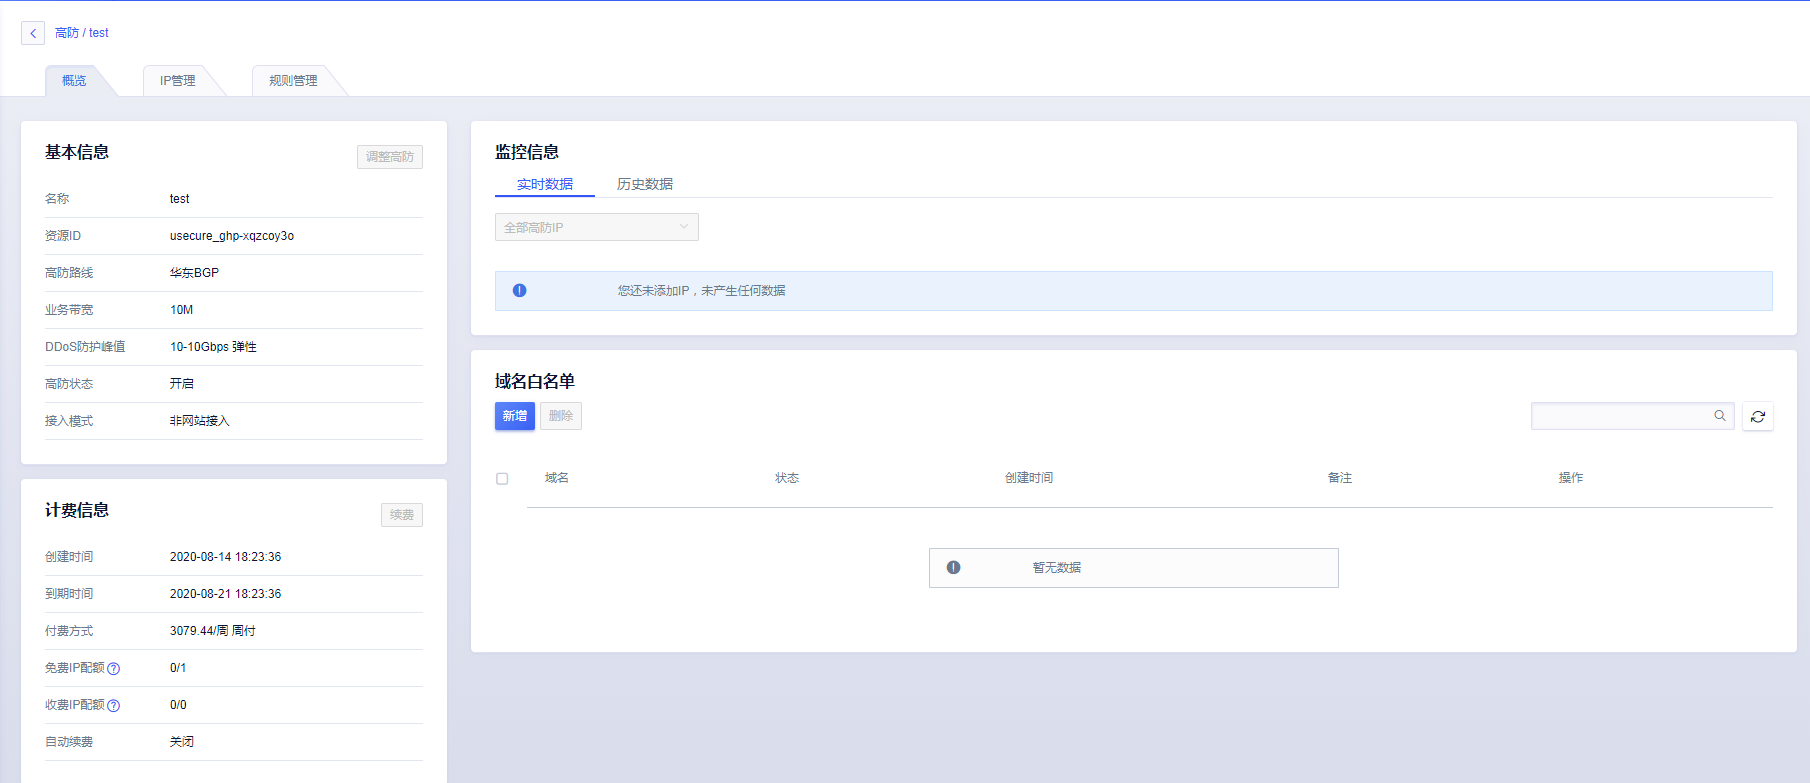 高防 / test
概览
IP管理
规则管理
基本信息
调整高防
名称 test
资源ID usecure_ghp-xqzcoy3o
高防路线 华东BGP
业务带宽 10M
DDoS防护峰值 10-10Gbps 弹性
高防状态 开启
接入模式 非网站接入
计费信息
续费
创建时间 2020-08-14 18:23:36
到期时间 2020-08-21 18:23:36
付费方式 3079.44/周 周付
免费IP配额 ? 0/1
收费IP配额 ? 0/0
自动续费 关闭
监控信息
实时数据 历史数据
全部高防IP
您还未添加IP，未产生任何数据
域名白名单
新增 删除
域名 状态 创建时间 备注 操作
暂无数据